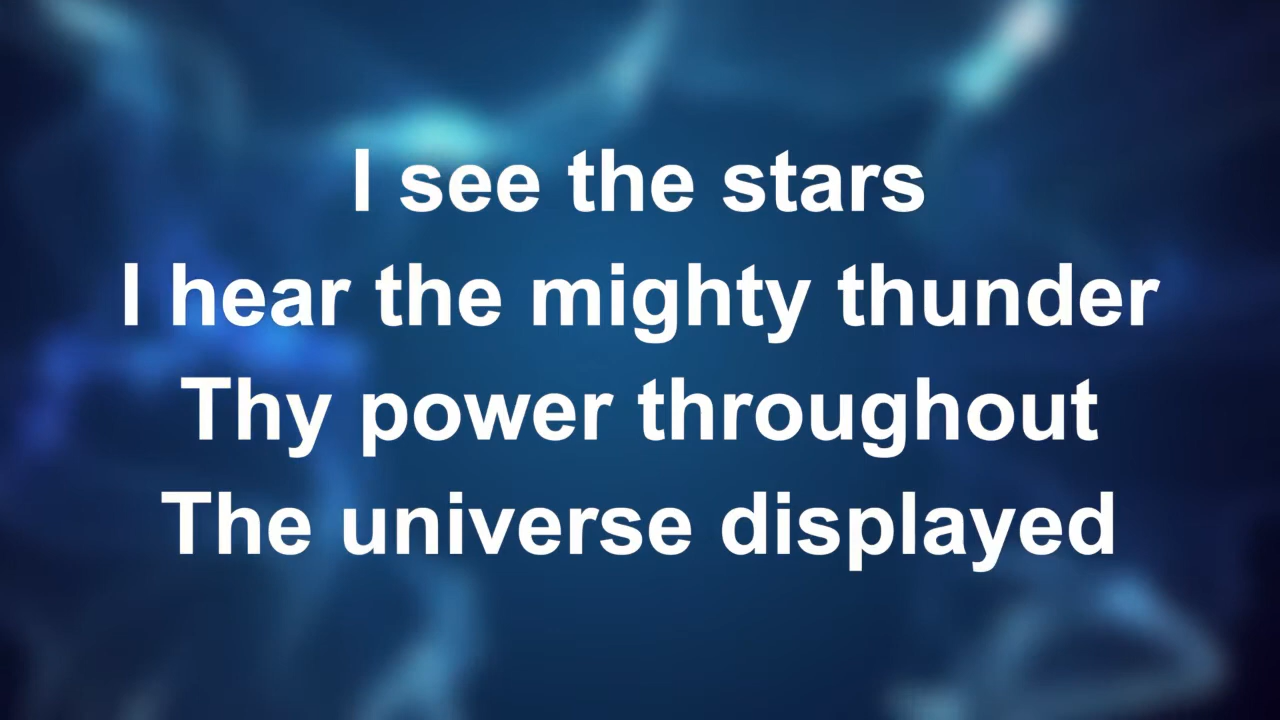 I see the stars
I hear the mighty thunder
Thy power throughout
The universe displayed